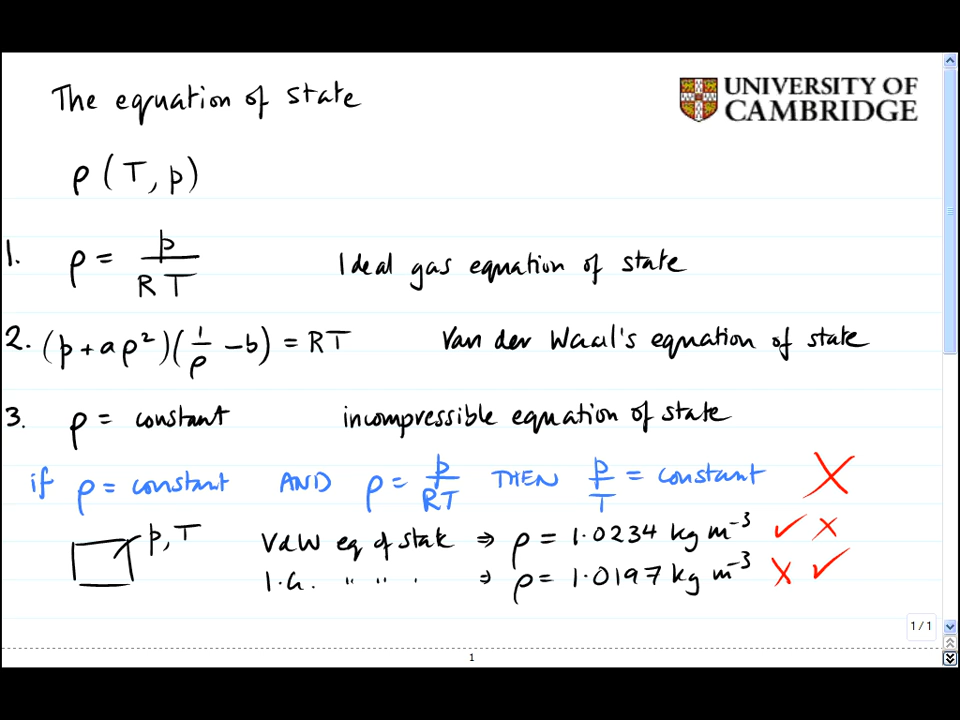 The equation of state
UNIVERSITY OF
CAMBRIDGE
ρ (T, p)
1. ρ = p / RT Ideal gas equation of state
2. (p + aρ²)(1/ρ - b) = RT Van der Waal's equation of state
3. ρ = constant incompressible equation of state
if ρ = constant AND ρ = p/RT THEN p/T = constant ✗
p, T VdW eq of state ⇒ ρ = 1.0234 kg m⁻³ ✓ ✗
I.G. " " " ⇒ ρ = 1.0197 kg m⁻³ ✗ ✓
1 / 1
1